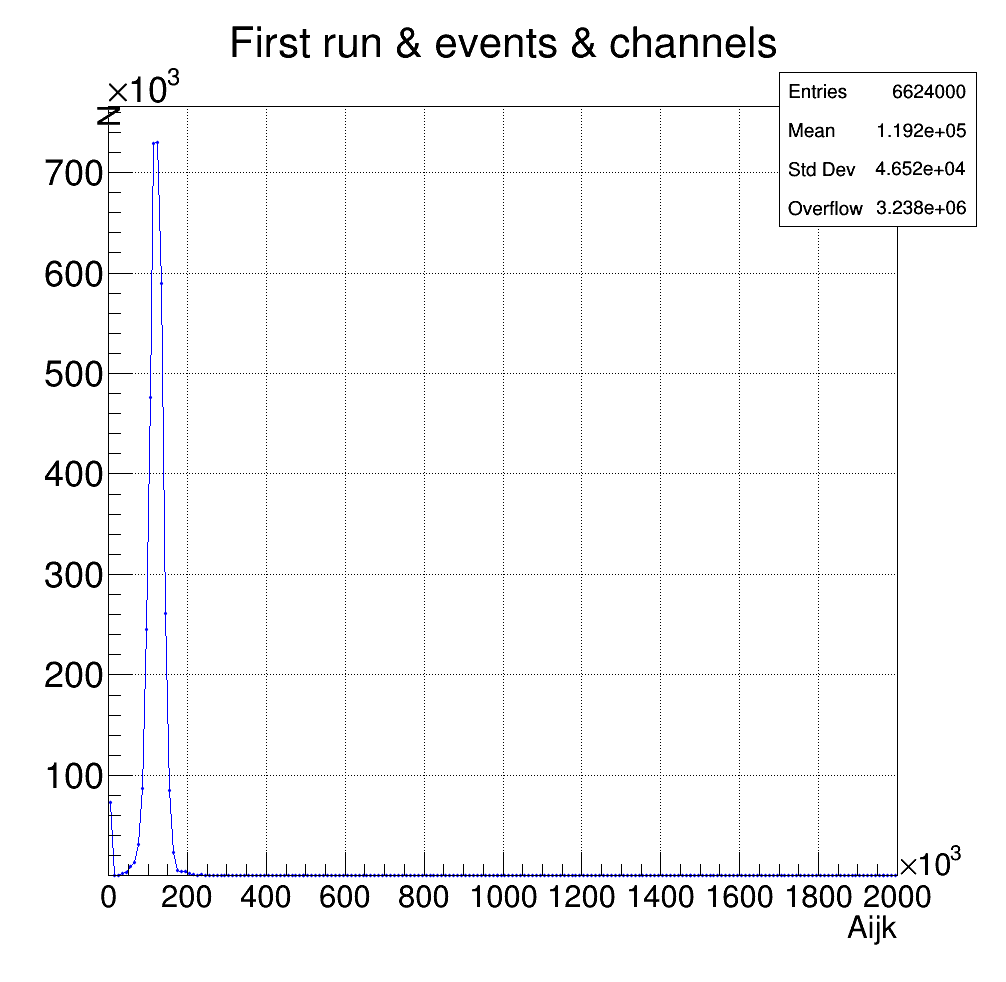 First run & events & channels
×10³
N
Entries 6624000
Mean 1.192e+05
Std Dev 4.652e+04
Overflow 3.238e+06
700
600
500
400
300
200
100
0 200 400 600 800 1000 1200 1400 1600 1800 2000
×10³
Aijk